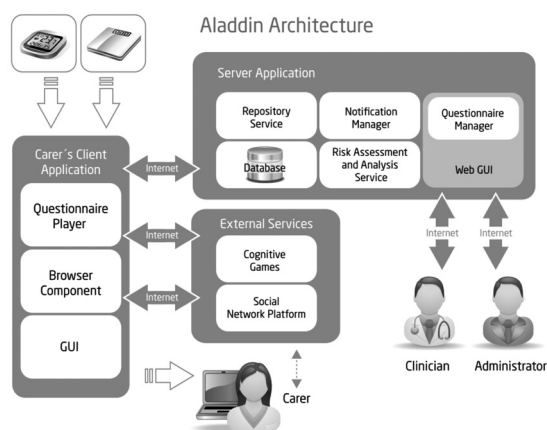 Aladdin Architecture
Server Application
Repository
Service
Notification
Manager
Questionnaire
Manager
Database
Risk Assessment
and Analysis
Service
Web GUI
Carer´s Client
Application
Internet
Questionnaire
Player
Internet
Browser
Component
Internet
GUI
External Services
Cognitive
Games
Social
Network Platform
Internet
Internet
Clinician
Administrator
Carer